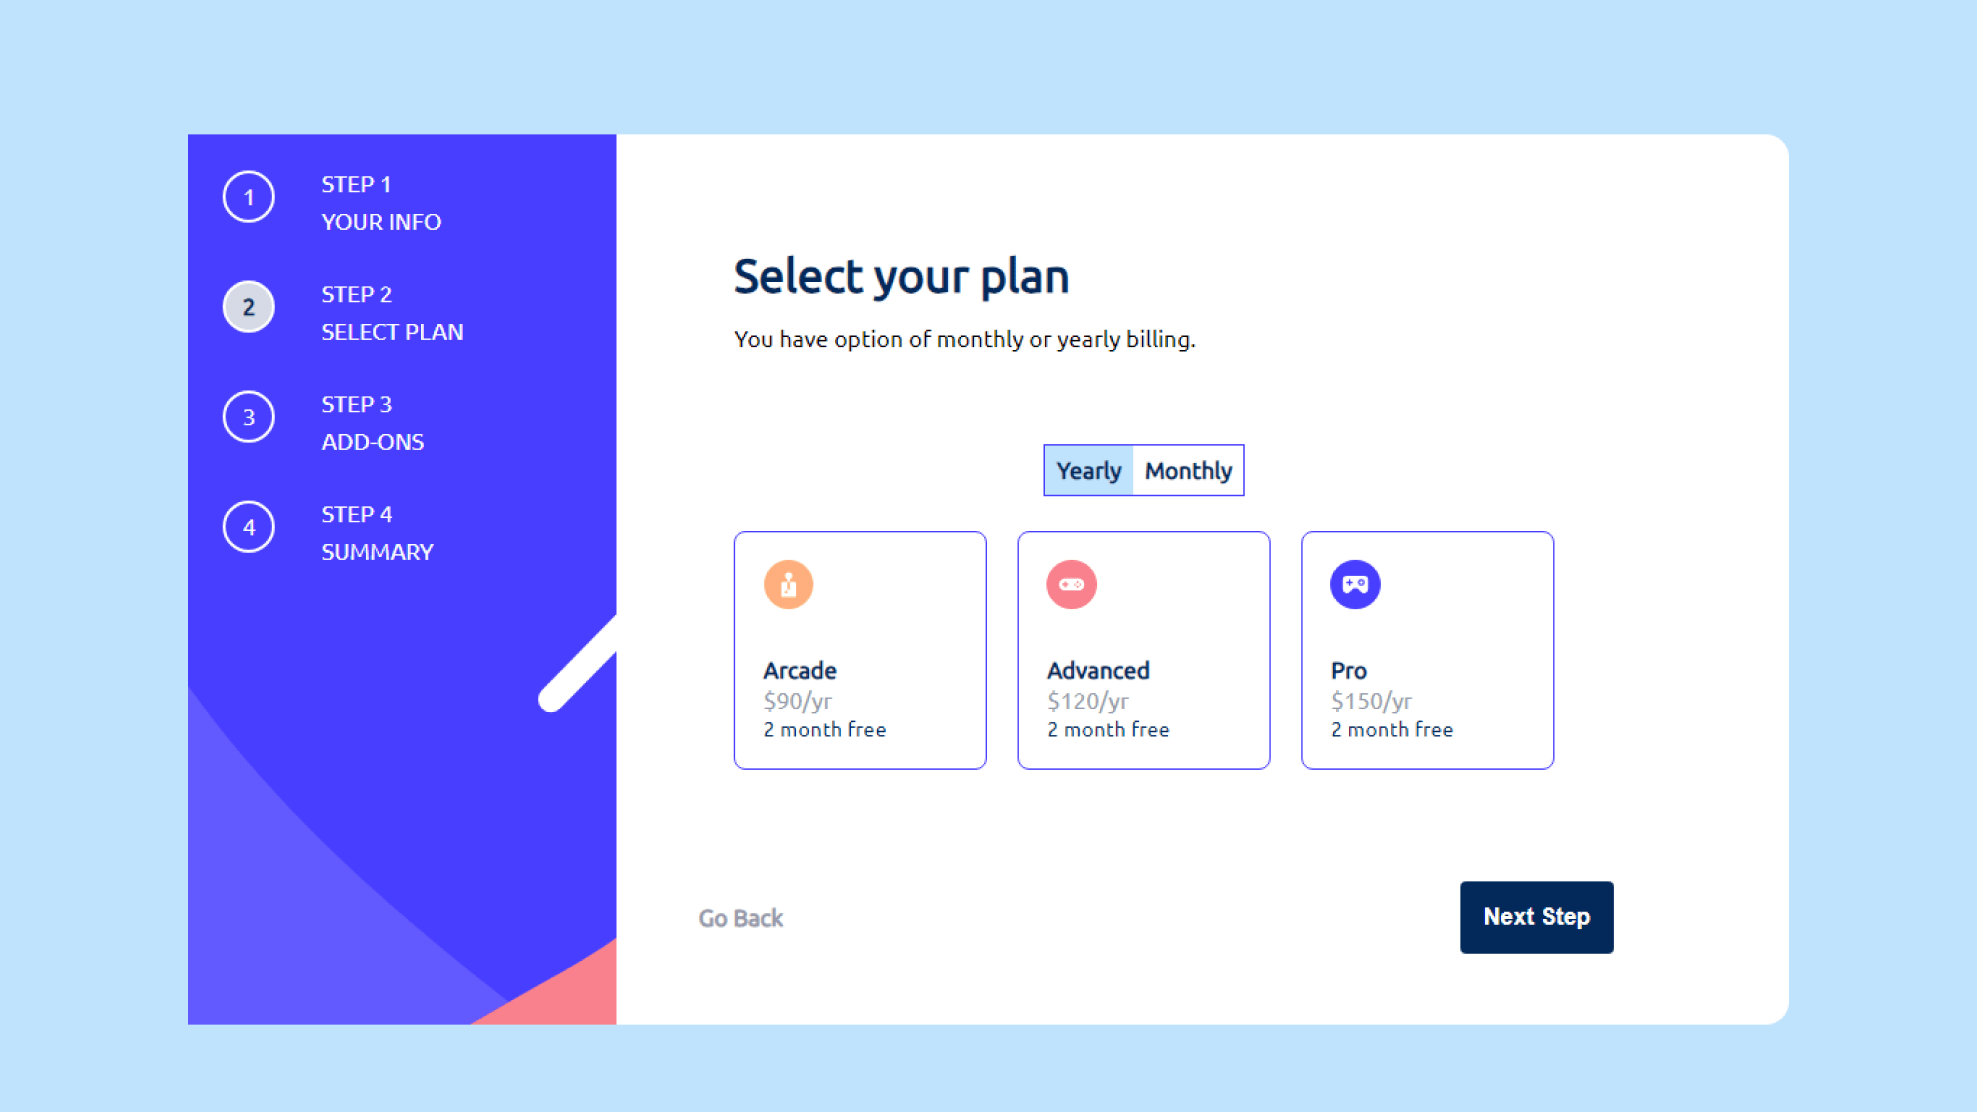 1
STEP 1
YOUR INFO
2
STEP 2
SELECT PLAN
3
STEP 3
ADD-ONS
4
STEP 4
SUMMARY
Select your plan
You have option of monthly or yearly billing.
Yearly Monthly
Arcade
$90/yr
2 month free
Advanced
$120/yr
2 month free
Pro
$150/yr
2 month free
Go Back
Next Step